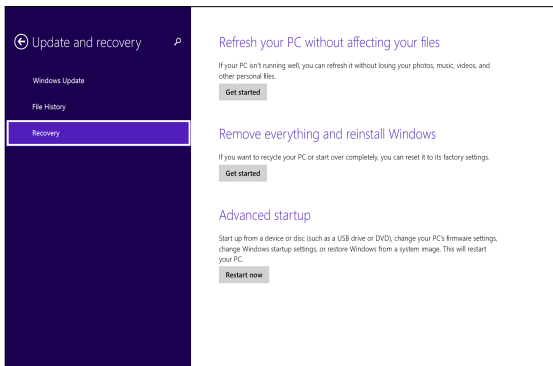 Update and recovery
Windows Update
File History
Recovery
Refresh your PC without affecting your files
If your PC isn't running well, you can refresh it without losing your photos, music, videos, and
other personal files.
Get started
Remove everything and reinstall Windows
If you want to recycle your PC or start over completely, you can reset it to its factory settings.
Get started
Advanced startup
Start up from a device or disc (such as a USB drive or DVD), change your PC's firmware settings,
change Windows startup settings, or restore Windows from a system image. This will restart
your PC.
Restart now